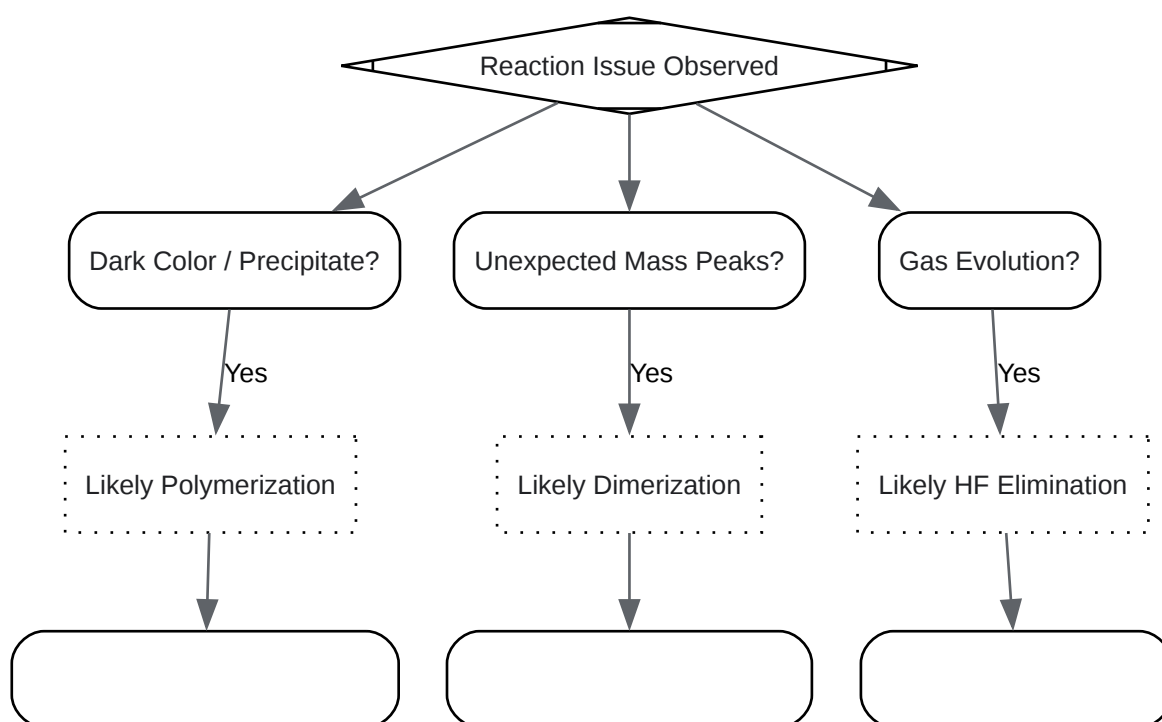 Reaction Issue Observed
Dark Color / Precipitate?
Unexpected Mass Peaks?
Gas Evolution?
Yes
Yes
Yes
Likely Polymerization
Likely Dimerization
Likely HF Elimination